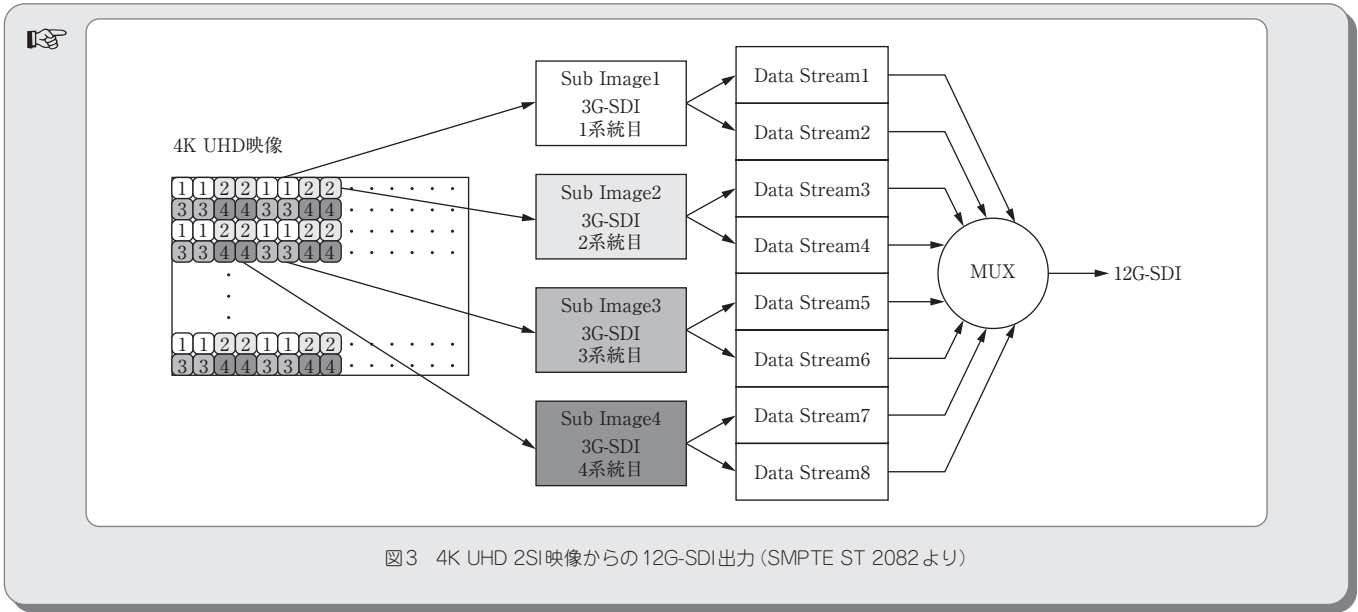 ☞
4K UHD映像
1 1 2 2 1 1 2 2 ・・・・・・
3 3 4 4 3 3 4 4 ・・・・・・
1 1 2 2 1 1 2 2 ・・・・・・
3 3 4 4 3 3 4 4 ・・・・・・
1 1 2 2 1 1 2 2 ・・・・・・
3 3 4 4 3 3 4 4 ・・・・・・
Sub Image1
3G-SDI
1系統目
Sub Image2
3G-SDI
2系統目
Sub Image3
3G-SDI
3系統目
Sub Image4
3G-SDI
4系統目
Data Stream1
Data Stream2
Data Stream3
Data Stream4
Data Stream5
Data Stream6
Data Stream7
Data Stream8
MUX
12G-SDI
図3 4K UHD 2SI映像からの12G-SDI出力（SMPTE ST 2082より）